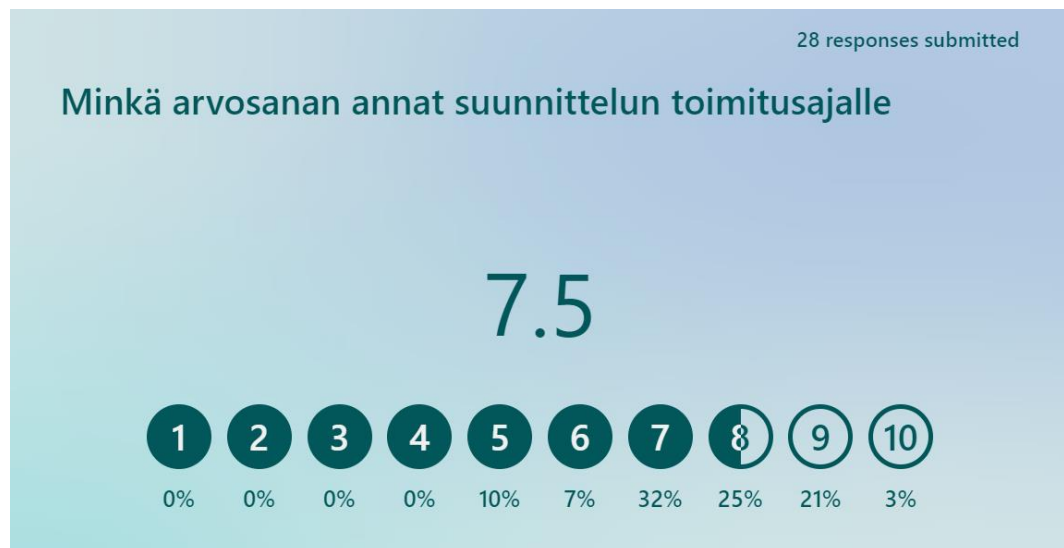 28 responses submitted
Minkä arvosanan annat suunnittelun toimitusajalle
7.5
1 2 3 4 5 6 7 8 9 10
0% 0% 0% 0% 10% 7% 32% 25% 21% 3%